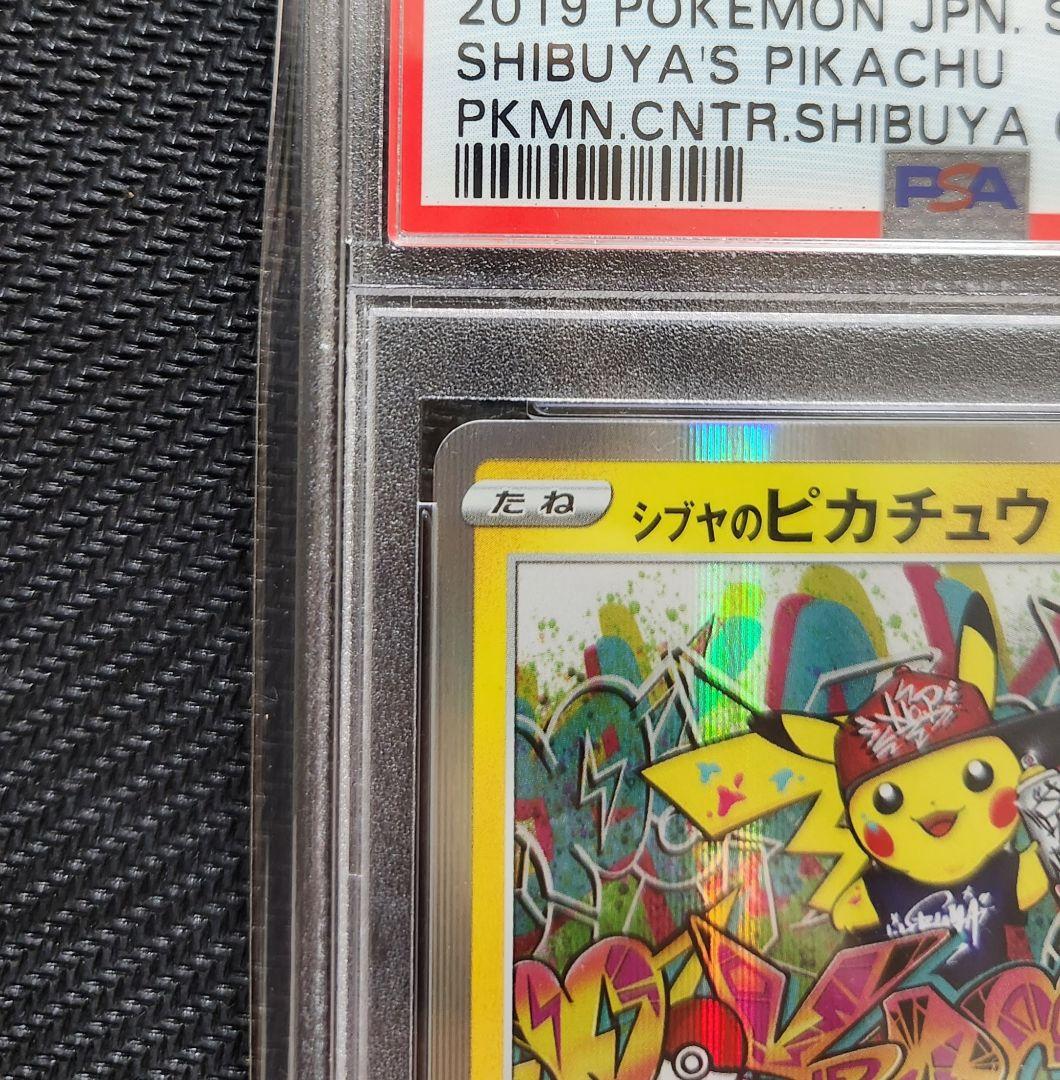 2019 POKEMON JPN. S
SHIBUYA'S PIKACHU
PKMN.CNTR.SHIBUYA
PSA
たね
シブヤのピカチュウ